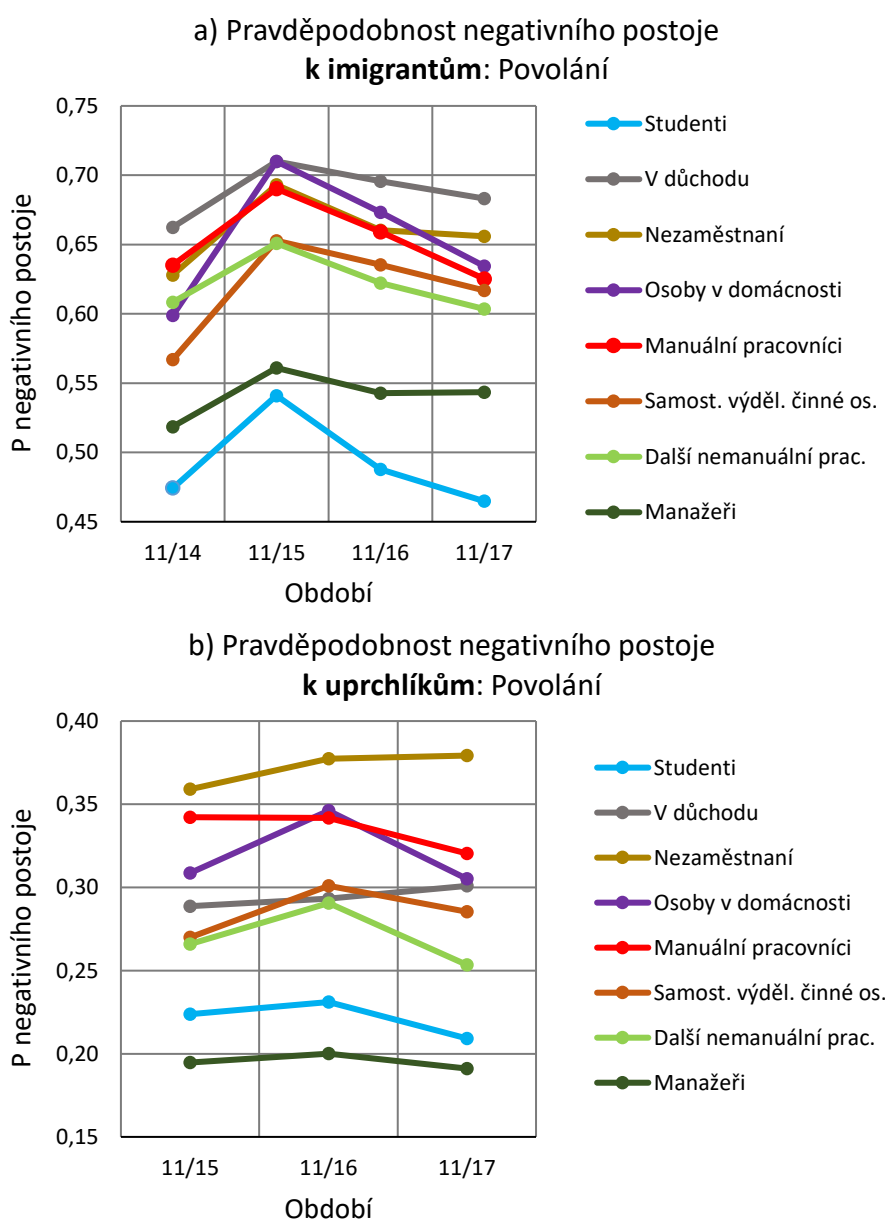 a) Pravděpodobnost negativního postoje
k imigrantům: Povolání
P negativního postoje
0,75
0,70
0,65
0,60
0,55
0,50
0,45
11/14 11/15 11/16 11/17
Období
Studenti
V důchodu
Nezaměstnaní
Osoby v domácnosti
Manuální pracovníci
Samost. výděl. činné os.
Další nemanuální prac.
Manažeři
b) Pravděpodobnost negativního postoje
k uprchlíkům: Povolání
P negativního postoje
0,40
0,35
0,30
0,25
0,20
0,15
11/15 11/16 11/17
Období
Studenti
V důchodu
Nezaměstnaní
Osoby v domácnosti
Manuální pracovníci
Samost. výděl. činné os.
Další nemanuální prac.
Manažeři